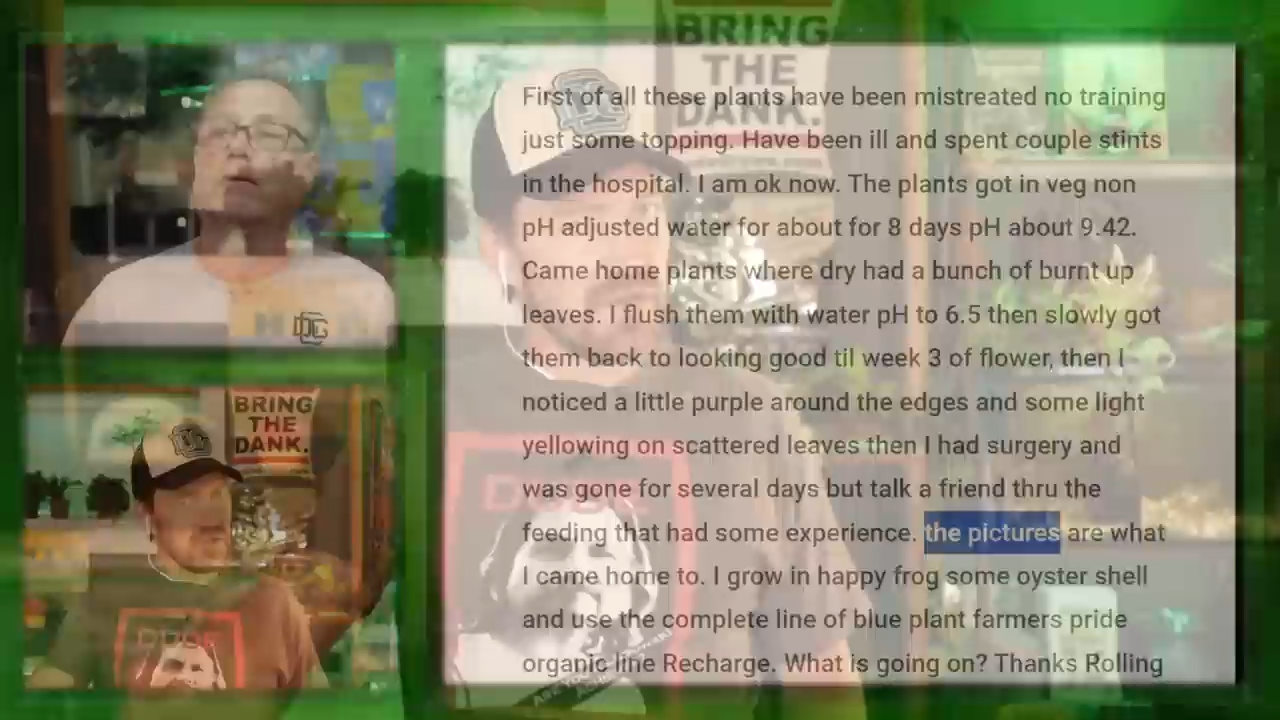 BRING
THE
DANK.
First of all these plants have been mistreated no training
just some topping. Have been ill and spent couple stints
in the hospital. I am ok now. The plants got in veg non
pH adjusted water for about for 8 days pH about 9.42.
Came home plants where dry had a bunch of burnt up
leaves. I flush them with water pH to 6.5 then slowly got
them back to looking good til week 3 of flower, then I
noticed a little purple around the edges and some light
yellowing on scattered leaves then I had surgery and
was gone for several days but talk a friend thru the
feeding that had some experience. the pictures are what
I came home to. I grow in happy frog some oyster shell
and use the complete line of blue plant farmers pride
organic line Recharge. What is going on? Thanks Rolling
DG
BRING
THE
DANK.